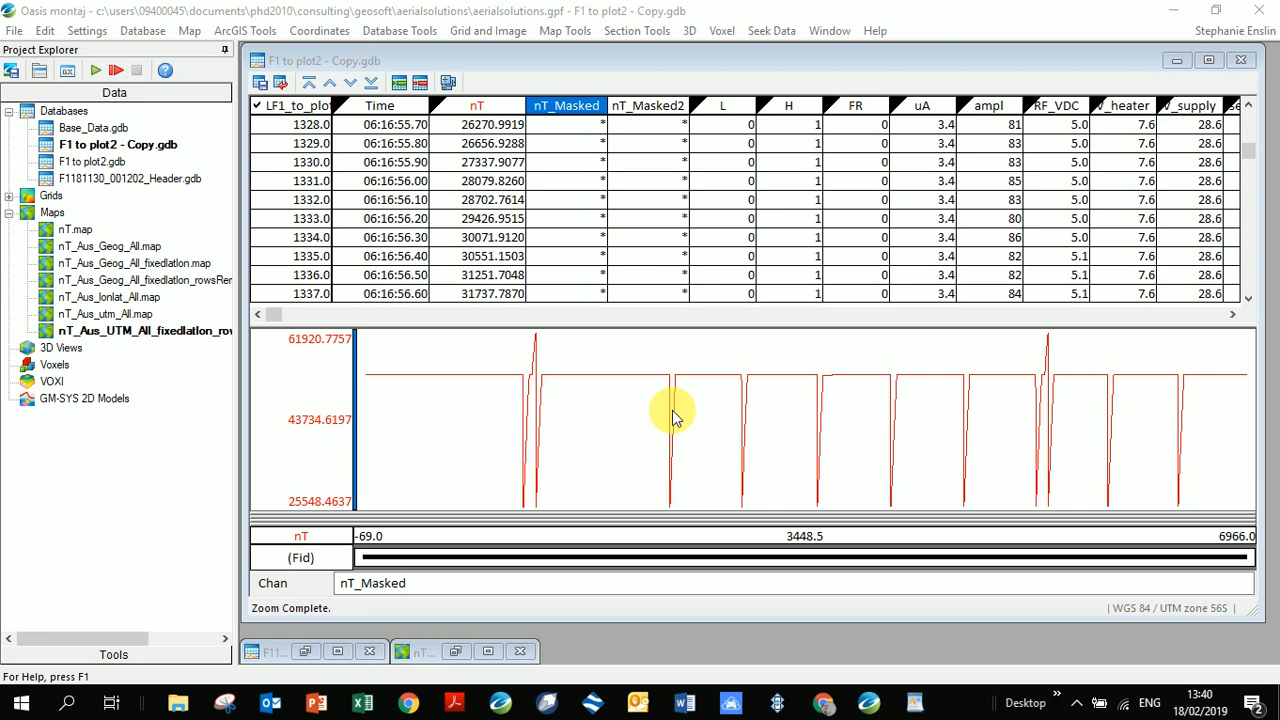 Oasis montaj - c:\users\09400045\documents\phd2010\consulting\geosoft\aerialsolutions\aerialsolutions.gpf - F1 to plot2 - Copy.gdb
File Edit Settings Database Map ArcGIS Tools Coordinates Database Tools Grid and Image Map Tools Section Tools 3D Voxel Seek Data Window Help Stephanie Enslin
Project Explorer
Data
Databases
Base_Data.gdb
F1 to plot2 - Copy.gdb
F1 to plot2.gdb
F1181130_001202_Header.gdb
Grids
Maps
nT.map
nT_Aus_Geog_All.map
nT_Aus_Geog_All_fixedlatlon.map
nT_Aus_Geog_All_fixedlatlon_rowsRem
nT_Aus_lonlat_All.map
nT_Aus_utm_All.map
nT_Aus_UTM_All_fixedlatlon_row
3D Views
Voxels
VOXI
GM-SYS 2D Models
Tools
F1 to plot2 - Copy.gdb
LF1_to_plot Time nT nT_Masked nT_Masked2 L H FR uA ampl RF_VDC V_heater V_supply
1328.0 06:16:55.70 26270.9919 * * 0 1 0 3.4 81 5.0 7.6 28.6
1329.0 06:16:55.80 26656.9288 * * 0 1 0 3.4 83 5.0 7.6 28.6
1330.0 06:16:55.90 27337.9077 * * 0 1 0 3.4 83 5.0 7.6 28.6
1331.0 06:16:56.00 28079.8260 * * 0 1 0 3.4 85 5.0 7.6 28.6
1332.0 06:16:56.10 28702.7614 * * 0 1 0 3.4 83 5.0 7.6 28.6
1333.0 06:16:56.20 29426.9515 * * 0 1 0 3.4 80 5.0 7.6 28.6
1334.0 06:16:56.30 30071.9120 * * 0 1 0 3.4 86 5.0 7.6 28.6
1335.0 06:16:56.40 30551.1503 * * 0 1 0 3.4 82 5.1 7.6 28.6
1336.0 06:16:56.50 31251.7048 * * 0 1 0 3.4 82 5.1 7.6 28.6
1337.0 06:16:56.60 31737.7870 * * 0 1 0 3.4 84 5.1 7.6 28.6
61920.7757
43734.6197
25548.4637
nT -69.0 3448.5 6966.0
(Fid)
Chan nT_Masked
Zoom Complete. WGS 84 / UTM zone 56S
F11... nT...
For Help, press F1
Desktop ENG 13:40
18/02/2019 2